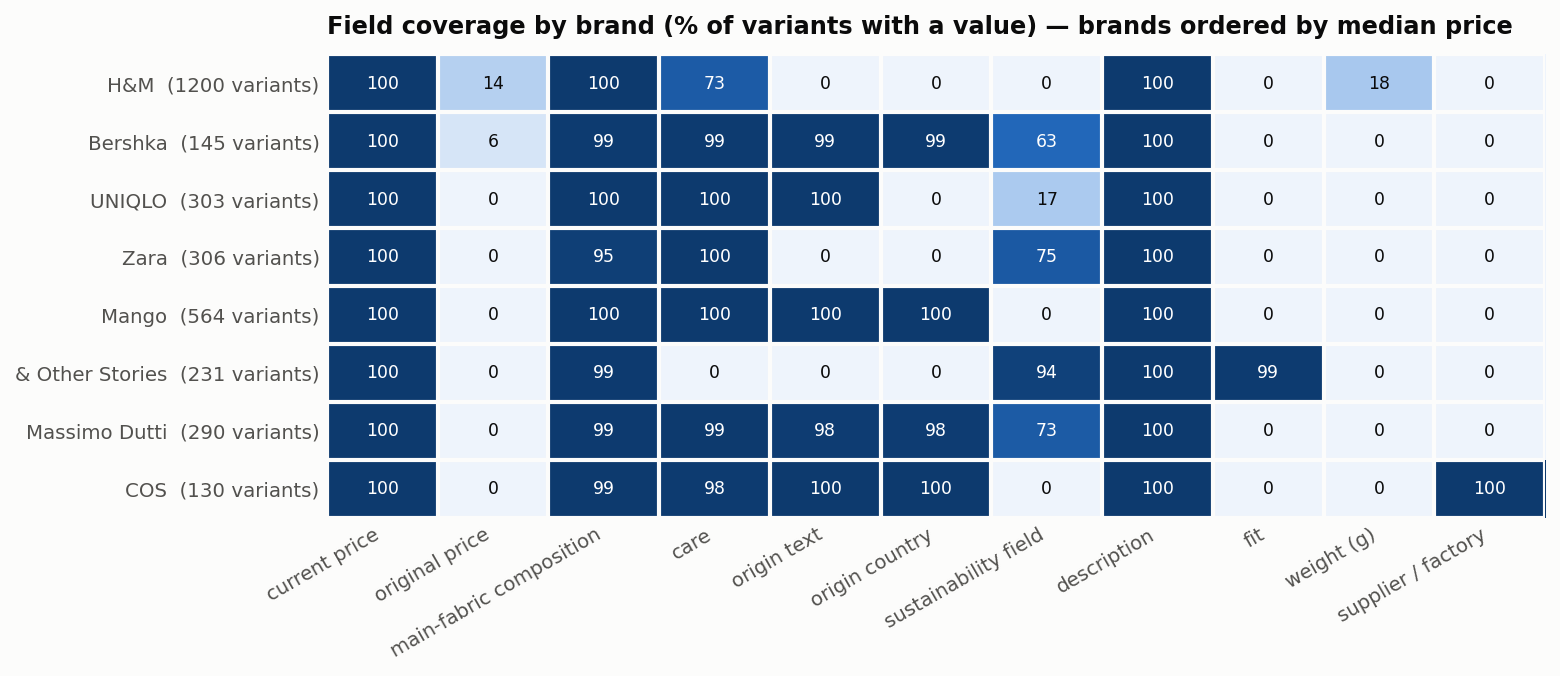 Field coverage by brand (% of variants with a value) — brands ordered by median price
H&M (1200 variants) 100 14 100 73 0 0 0 100 0 18 0
Bershka (145 variants) 100 6 99 99 99 99 63 100 0 0 0
UNIQLO (303 variants) 100 0 100 100 100 0 17 100 0 0 0
Zara (306 variants) 100 0 95 100 0 0 75 100 0 0 0
Mango (564 variants) 100 0 100 100 100 100 0 100 0 0 0
& Other Stories (231 variants) 100 0 99 0 0 0 94 100 99 0 0
Massimo Dutti (290 variants) 100 0 99 99 98 98 73 100 0 0 0
COS (130 variants) 100 0 99 98 100 100 0 100 0 0 100
current price
original price
main-fabric composition
care
origin text
origin country
sustainability field
description
fit
weight (g)
supplier / factory